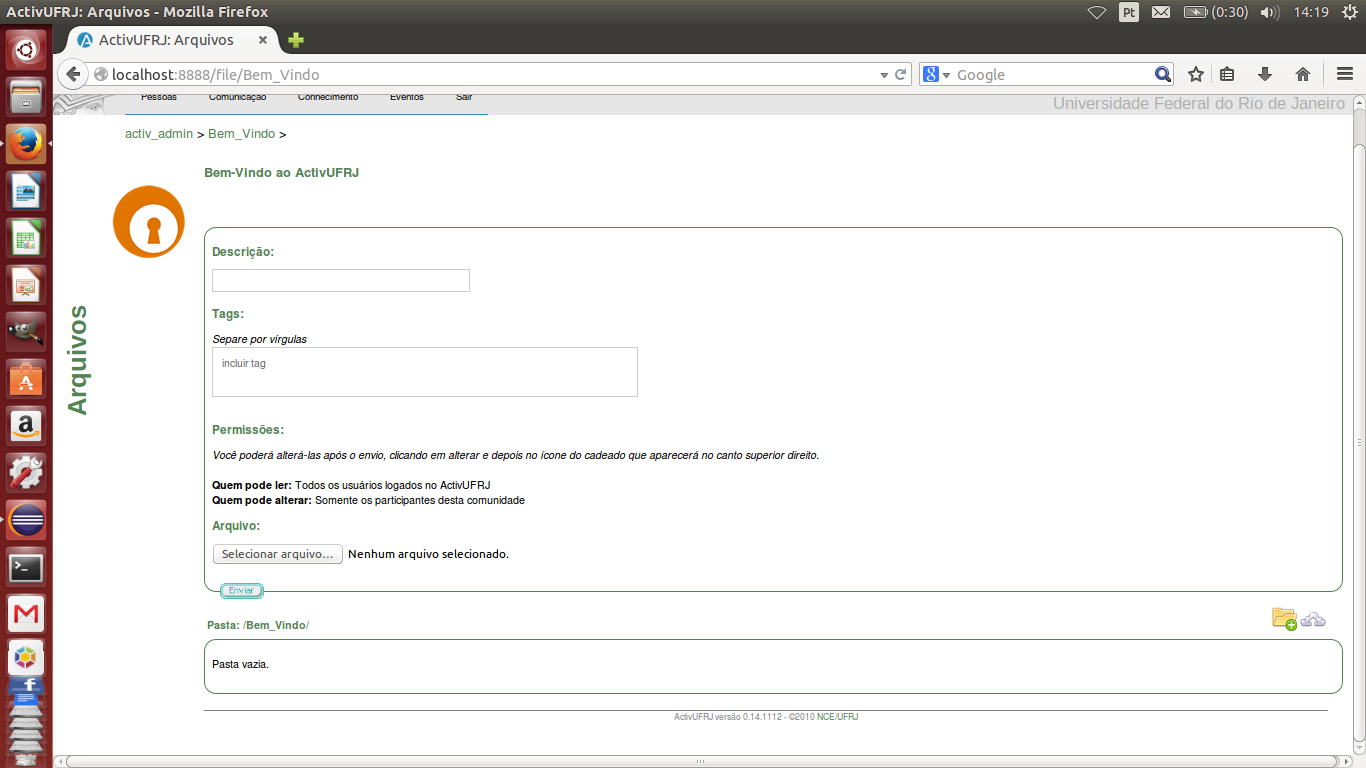 ActivUFRJ: Arquivos - Mozilla Firefox
Pt
(0:30)
14:19
ActivUFRJ: Arquivos
localhost:8888/file/Bem_Vindo
Google
Pessoas Comunicação Conhecimento Eventos Sair
Universidade Federal do Rio de Janeiro
activ_admin > Bem_Vindo >
Bem-Vindo ao ActivUFRJ
Arquivos
Descrição:
Tags:
Separe por vírgulas
incluir tag
Permissões:
Você poderá alterá-las após o envio, clicando em alterar e depois no ícone do cadeado que aparecerá no canto superior direito.
Quem pode ler: Todos os usuários logados no ActivUFRJ
Quem pode alterar: Somente os participantes desta comunidade
Arquivo:
Selecionar arquivo... Nenhum arquivo selecionado.
Enviar
Pasta: /Bem_Vindo/
Pasta vazia.
ActivUFRJ versão 0.14.1112 - ©2010 NCE/UFRJ